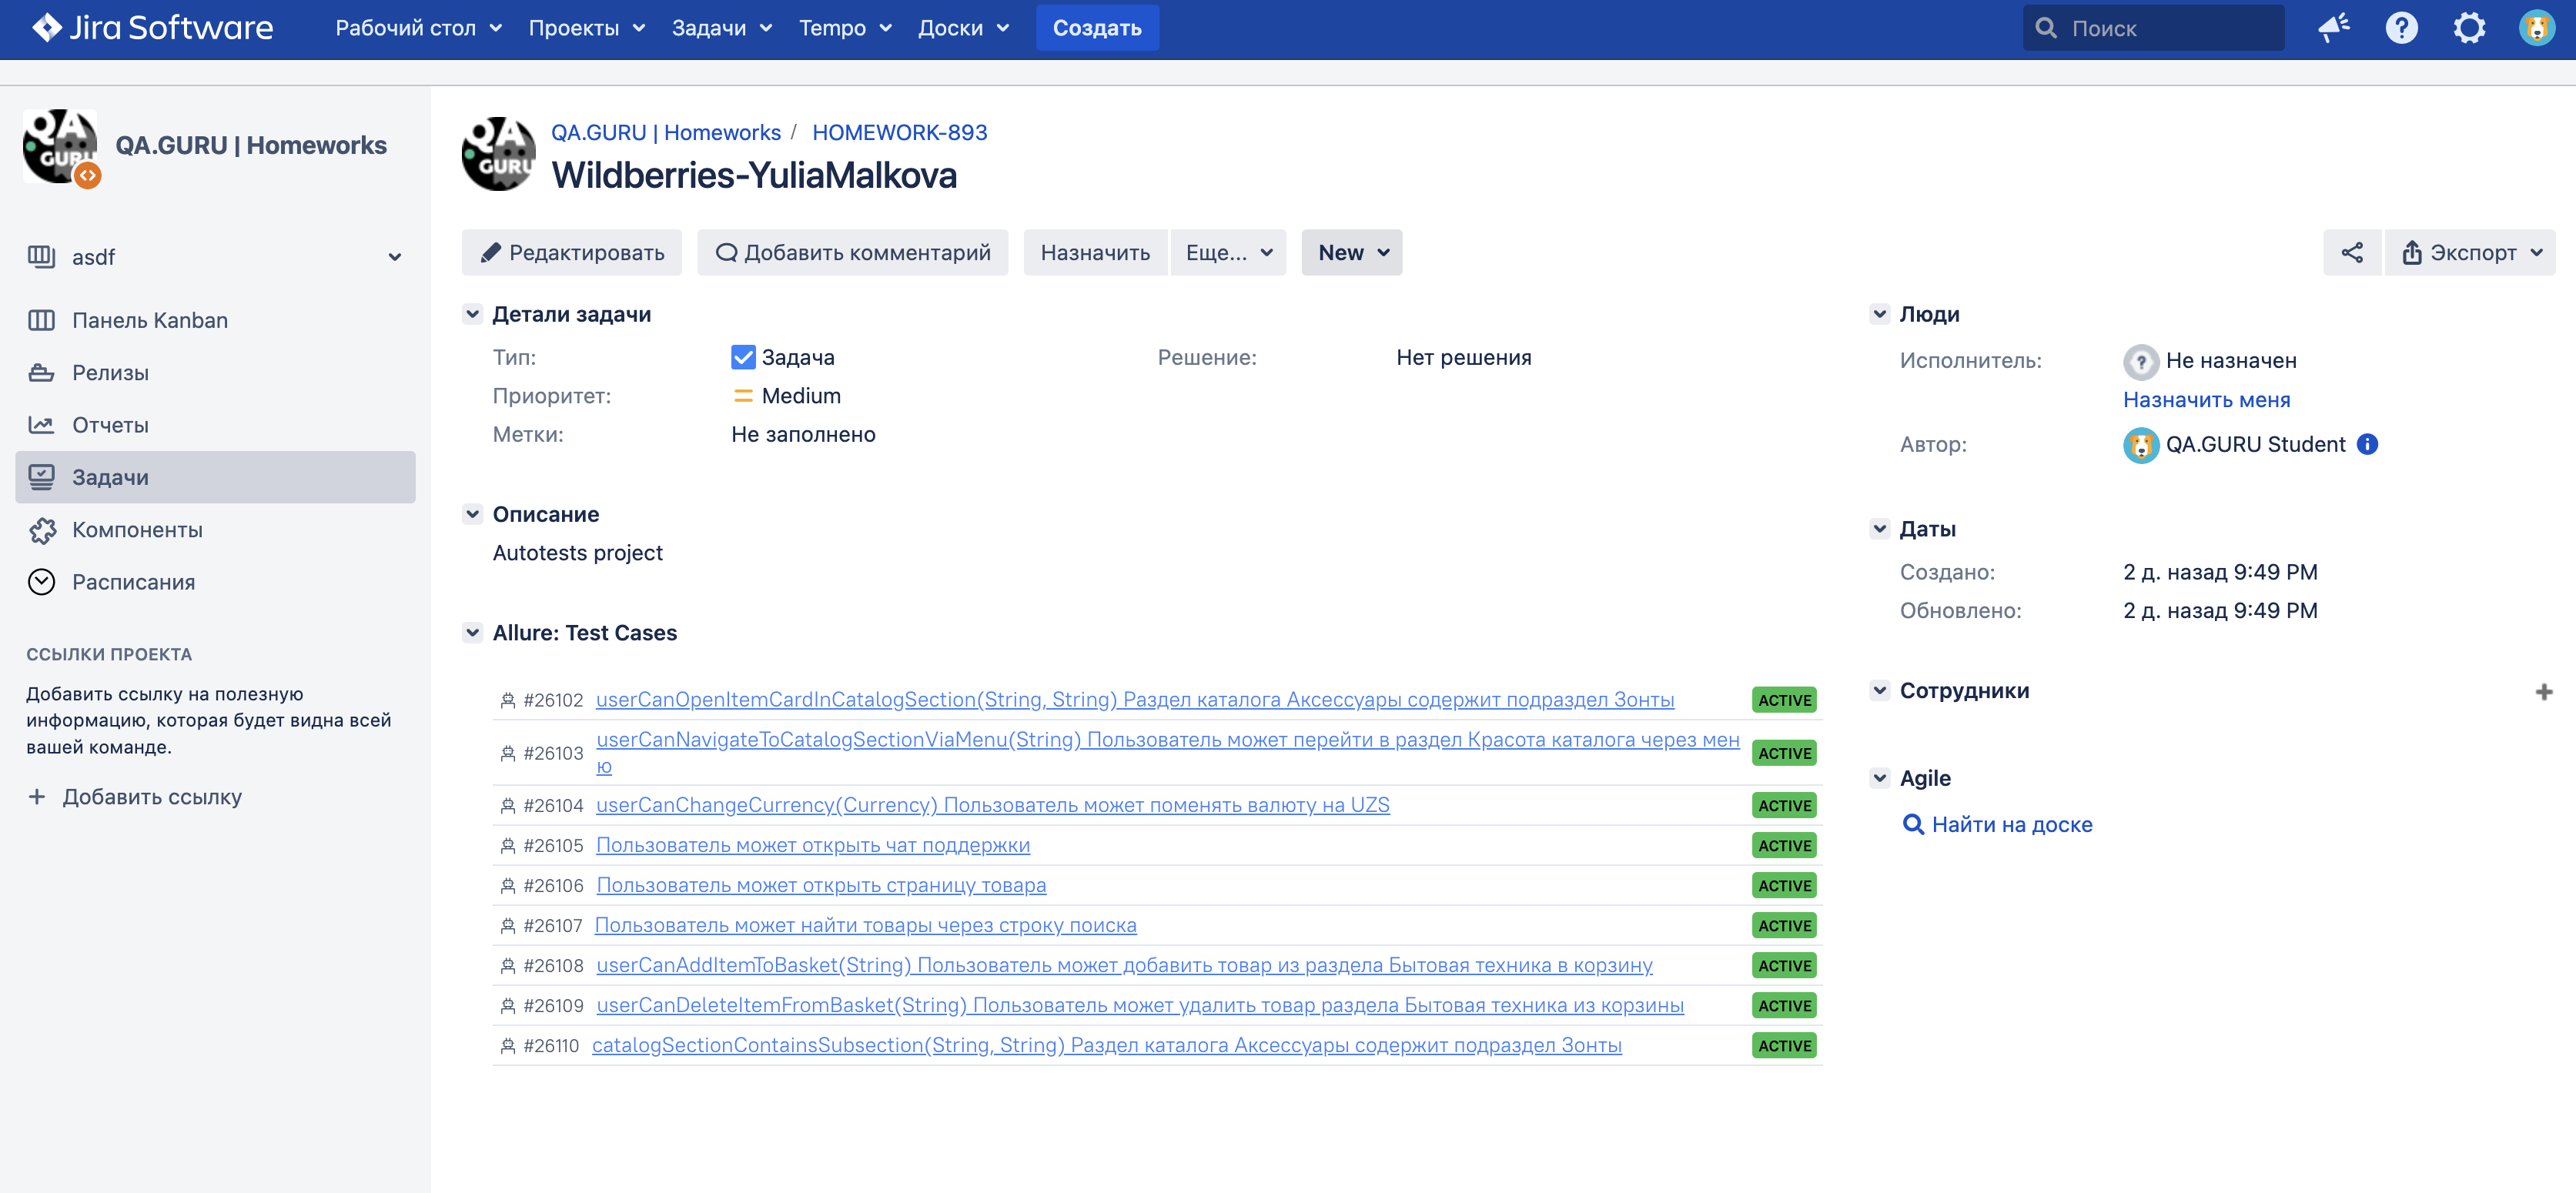 Jira Software
Рабочий стол
Проекты
Задачи
Tempo
Доски
Создать
Поиск
QA.GURU | Homeworks
asdf
Панель Kanban
Релизы
Отчеты
Задачи
Компоненты
Расписания
ССЫЛКИ ПРОЕКТА
Добавить ссылку на полезную
информацию, которая будет видна всей
вашей команде.
+ Добавить ссылку
QA
GURU
QA.GURU | Homeworks / HOMEWORK-893
Wildberries-YuliaMalkova
Редактировать
Добавить комментарий
Назначить
Еще...
New
Экспорт
Детали задачи
Тип: Задача
Решение: Нет решения
Приоритет: Medium
Метки: Не заполнено
Описание
Autotests project
Allure: Test Cases
#26102 userCanOpenItemCardInCatalogSection(String, String) Раздел каталога Аксессуары содержит подраздел Зонты ACTIVE
#26103 userCanNavigateToCatalogSectionViaMenu(String) Пользователь может перейти в раздел Красота каталога через мен
ю ACTIVE
#26104 userCanChangeCurrency(Currency) Пользователь может поменять валюту на UZS ACTIVE
#26105 Пользователь может открыть чат поддержки ACTIVE
#26106 Пользователь может открыть страницу товара ACTIVE
#26107 Пользователь может найти товары через строку поиска ACTIVE
#26108 userCanAddItemToBasket(String) Пользователь может добавить товар из раздела Бытовая техника в корзину ACTIVE
#26109 userCanDeleteItemFromBasket(String) Пользователь может удалить товар раздела Бытовая техника из корзины ACTIVE
#26110 catalogSectionContainsSubsection(String, String) Раздел каталога Аксессуары содержит подраздел Зонты ACTIVE
Люди
Исполнитель: Не назначен
Назначить меня
Автор: QA.GURU Student
Даты
Создано: 2 д. назад 9:49 PM
Обновлено: 2 д. назад 9:49 PM
Сотрудники
Agile
Найти на доске